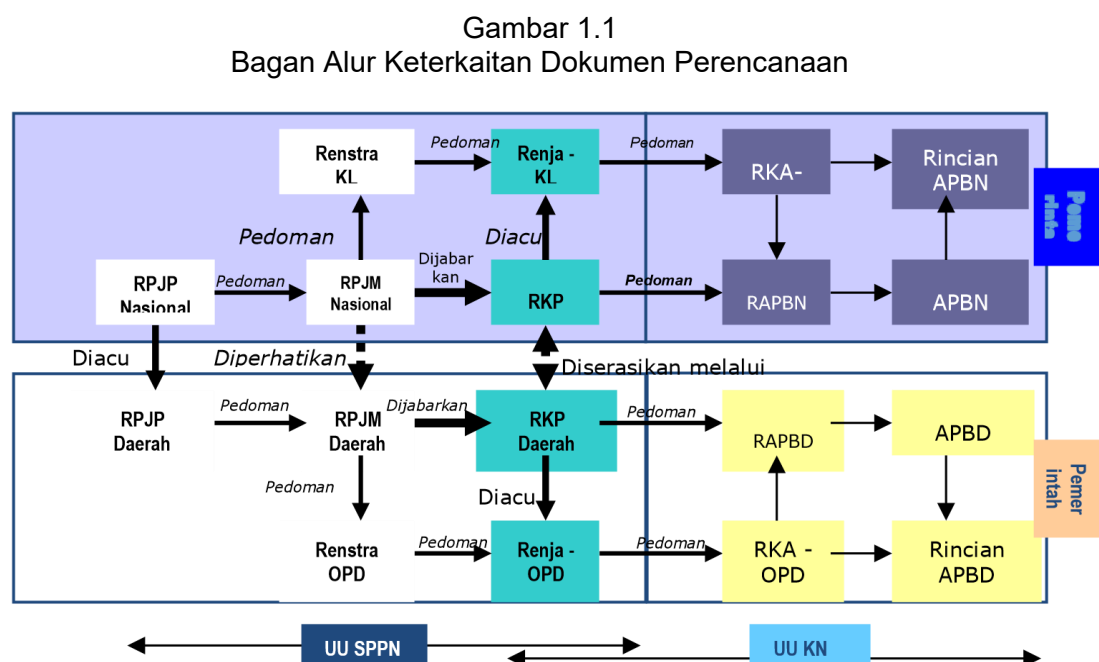 Gambar 1.1
Bagan Alur Keterkaitan Dokumen Perencanaan
Renstra
KL
Pedoman
Renja -
KL
Pedoman
RKA-
Rincian
APBN
Pedoman
Diacu
RPJP
Nasional
Pedoman
RPJM
Nasional
Dijabar
kan
RKP
Pedoman
RAPBN
APBN
Diacu
Diperhatikan
Diserasikan melalui
RPJP
Daerah
Pedoman
RPJM
Daerah
Dijabarkan
RKP
Daerah
Pedoman
RAPBD
APBD
Pemer
intah
Pedoman
Diacu
Renstra
OPD
Pedoman
Renja -
OPD
Pedoman
RKA -
OPD
Rincian
APBD
UU SPPN
UU KN